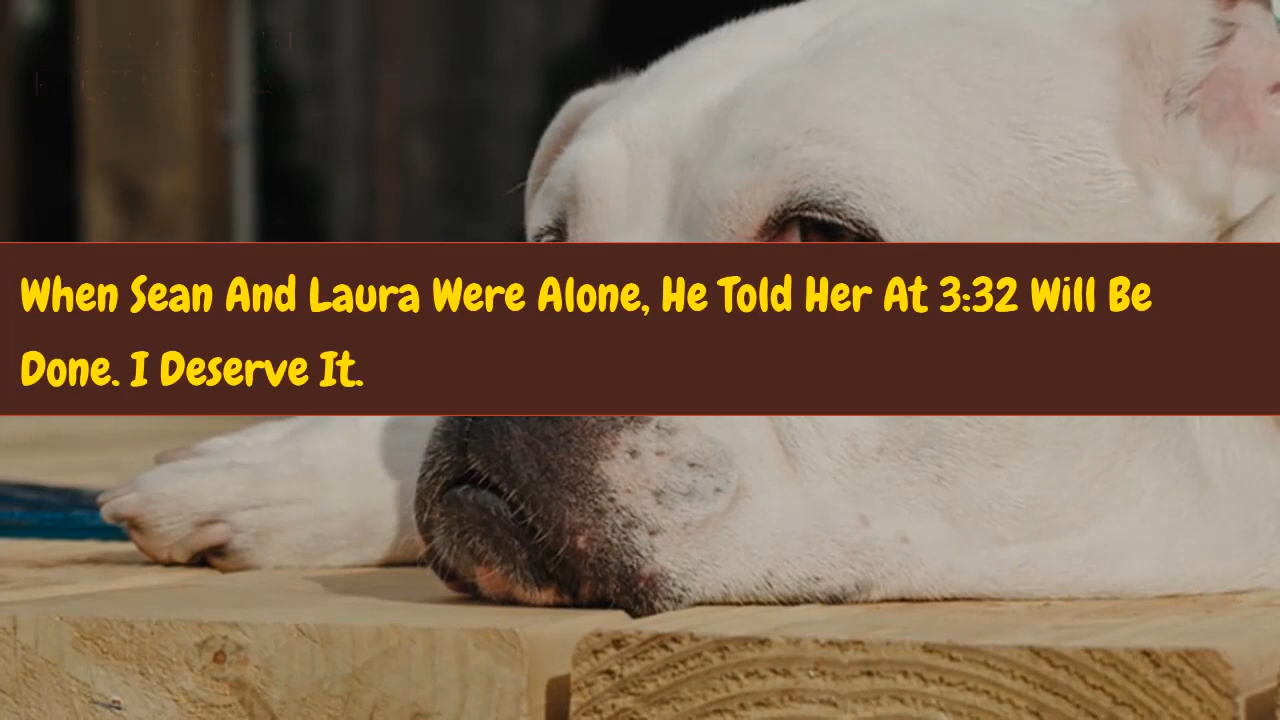 When Sean And Laura Were Alone, He Told Her At 3:32 Will Be
Done. I Deserve It.